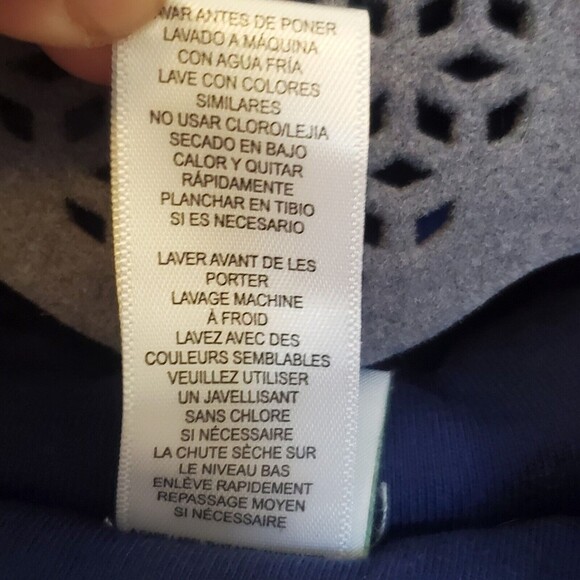 ANTES DE PONER
LAVADO A MÁQUINA
CON AGUA FRÍA
LAVE CON COLORES
SIMILARES
NO USAR CLORO/LEJIA
SECADO EN BAJO
CALOR Y QUITAR
RÁPIDAMENTE
PLANCHAR EN TIBIO
SI ES NECESARIO
LAVER AVANT DE LES
PORTER
LAVAGE MACHINE
À FROID
LAVEZ AVEC DES
COULEURS SEMBLABLES
VEUILLEZ UTILISER
UN JAVELLISANT
SANS CHLORE
SI NÉCESSAIRE
LA CHUTE SÈCHE SUR
LE NIVEAU BAS
ENLÈVE RAPIDEMENT
REPASSAGE MOYEN
SI NÉCESSAIRE